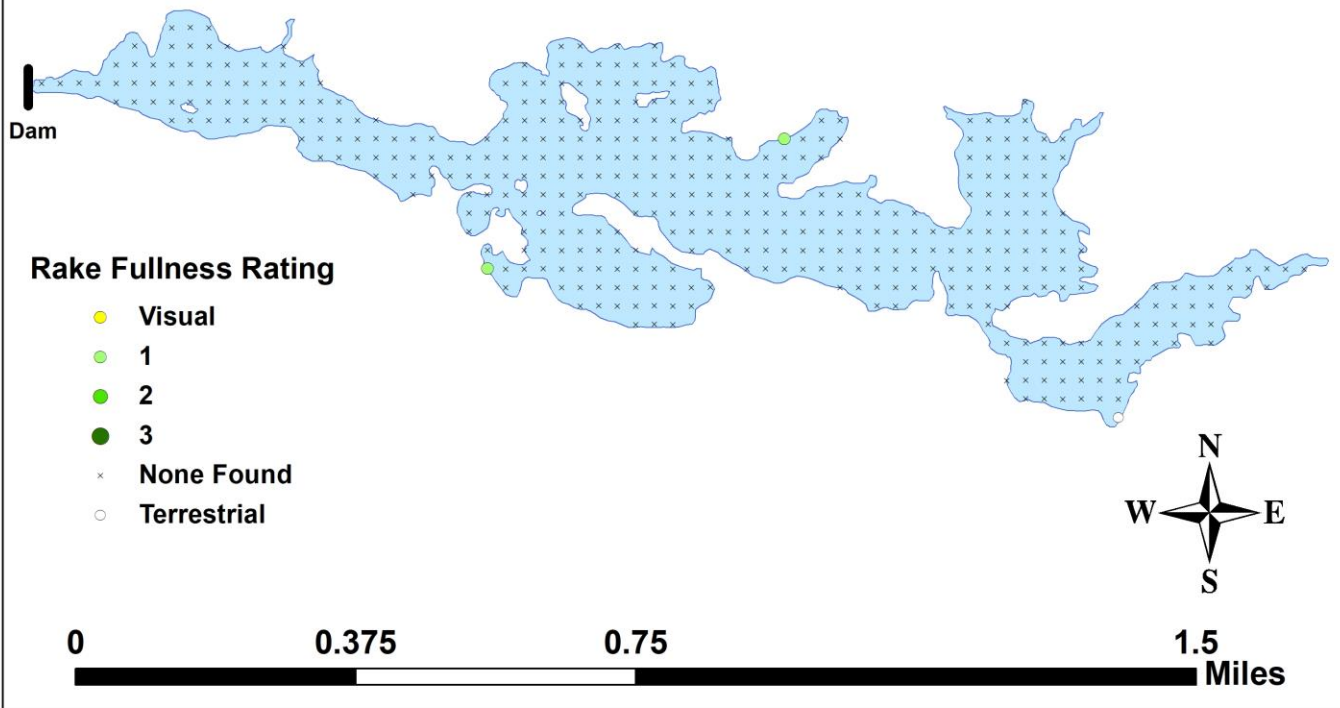 Dam
Rake Fullness Rating
Visual
1
2
3
None Found
Terrestrial
N
W E
S
0 0.375 0.75 1.5
Miles